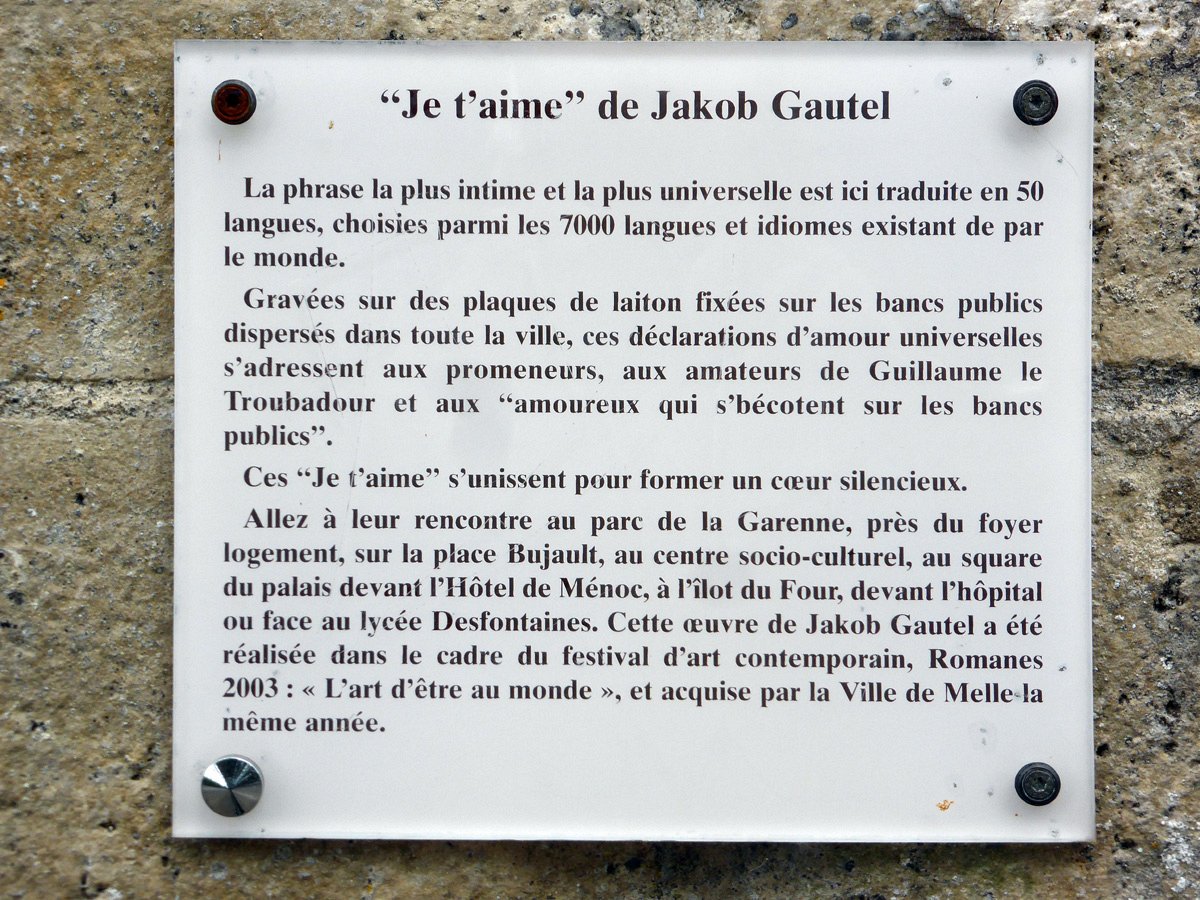 “Je t’aime” de Jakob Gautel
La phrase la plus intime et la plus universelle est ici traduite en 50
langues, choisies parmi les 7000 langues et idiomes existant de par
le monde.
Gravées sur des plaques de laiton fixées sur les bancs publics
dispersés dans toute la ville, ces déclarations d’amour universelles
s’adressent aux promeneurs, aux amateurs de Guillaume le
Troubadour et aux “amoureux qui s’bécotent sur les bancs
publics”.
Ces “Je t’aime” s’unissent pour former un cœur silencieux.
Allez à leur rencontre au parc de la Garenne, près du foyer
logement, sur la place Bujault, au centre socio-culturel, au square
du palais devant l’Hôtel de Ménoc, à l’îlot du Four, devant l’hôpital
ou face au lycée Desfontaines. Cette œuvre de Jakob Gautel a été
réalisée dans le cadre du festival d’art contemporain, Romanes
2003 : « L’art d’être au monde », et acquise par la Ville de Melle la
même année.